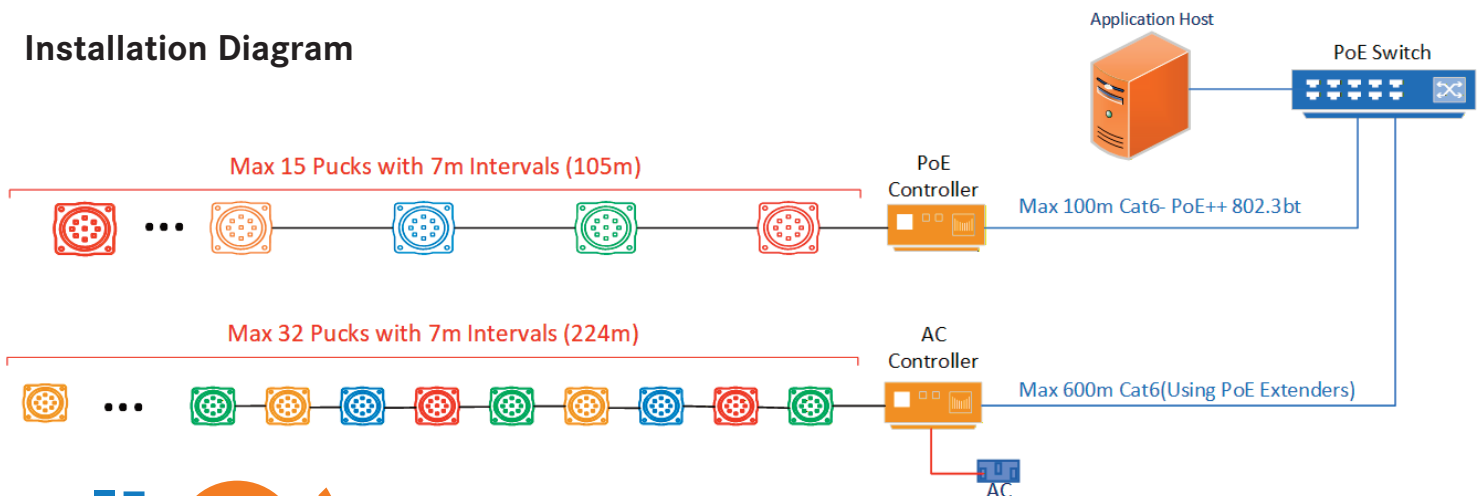 Installation Diagram
Application Host
PoE Switch
Max 15 Pucks with 7m Intervals (105m)
PoE
Controller
Max 100m Cat6- PoE++ 802.3bt
Max 32 Pucks with 7m Intervals (224m)
AC
Controller
Max 600m Cat6(Using PoE Extenders)
AC